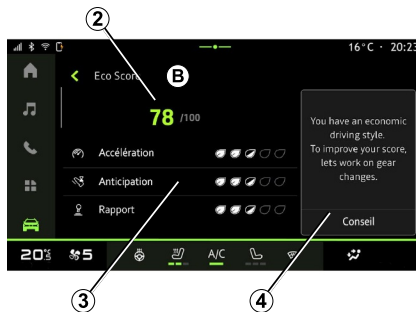 2
16°C · 20:23
Eco Score
B
78 /100
You have an economic
driving style.
To improve your score,
lets work on gear
changes.
Accélération
Anticipation
Rapport
Conseil
20°5
5
A/C
3
4